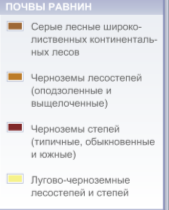 ПОЧВЫ РАВНИН
Серые лесные широко-
лиственных континенталь-
ных лесов
Черноземы лесостепей
(оподзоленные и
выщелоченные)
Черноземы степей
(типичные, обыкновенные
и южные)
Лугово-черноземные
лесостепей и степей